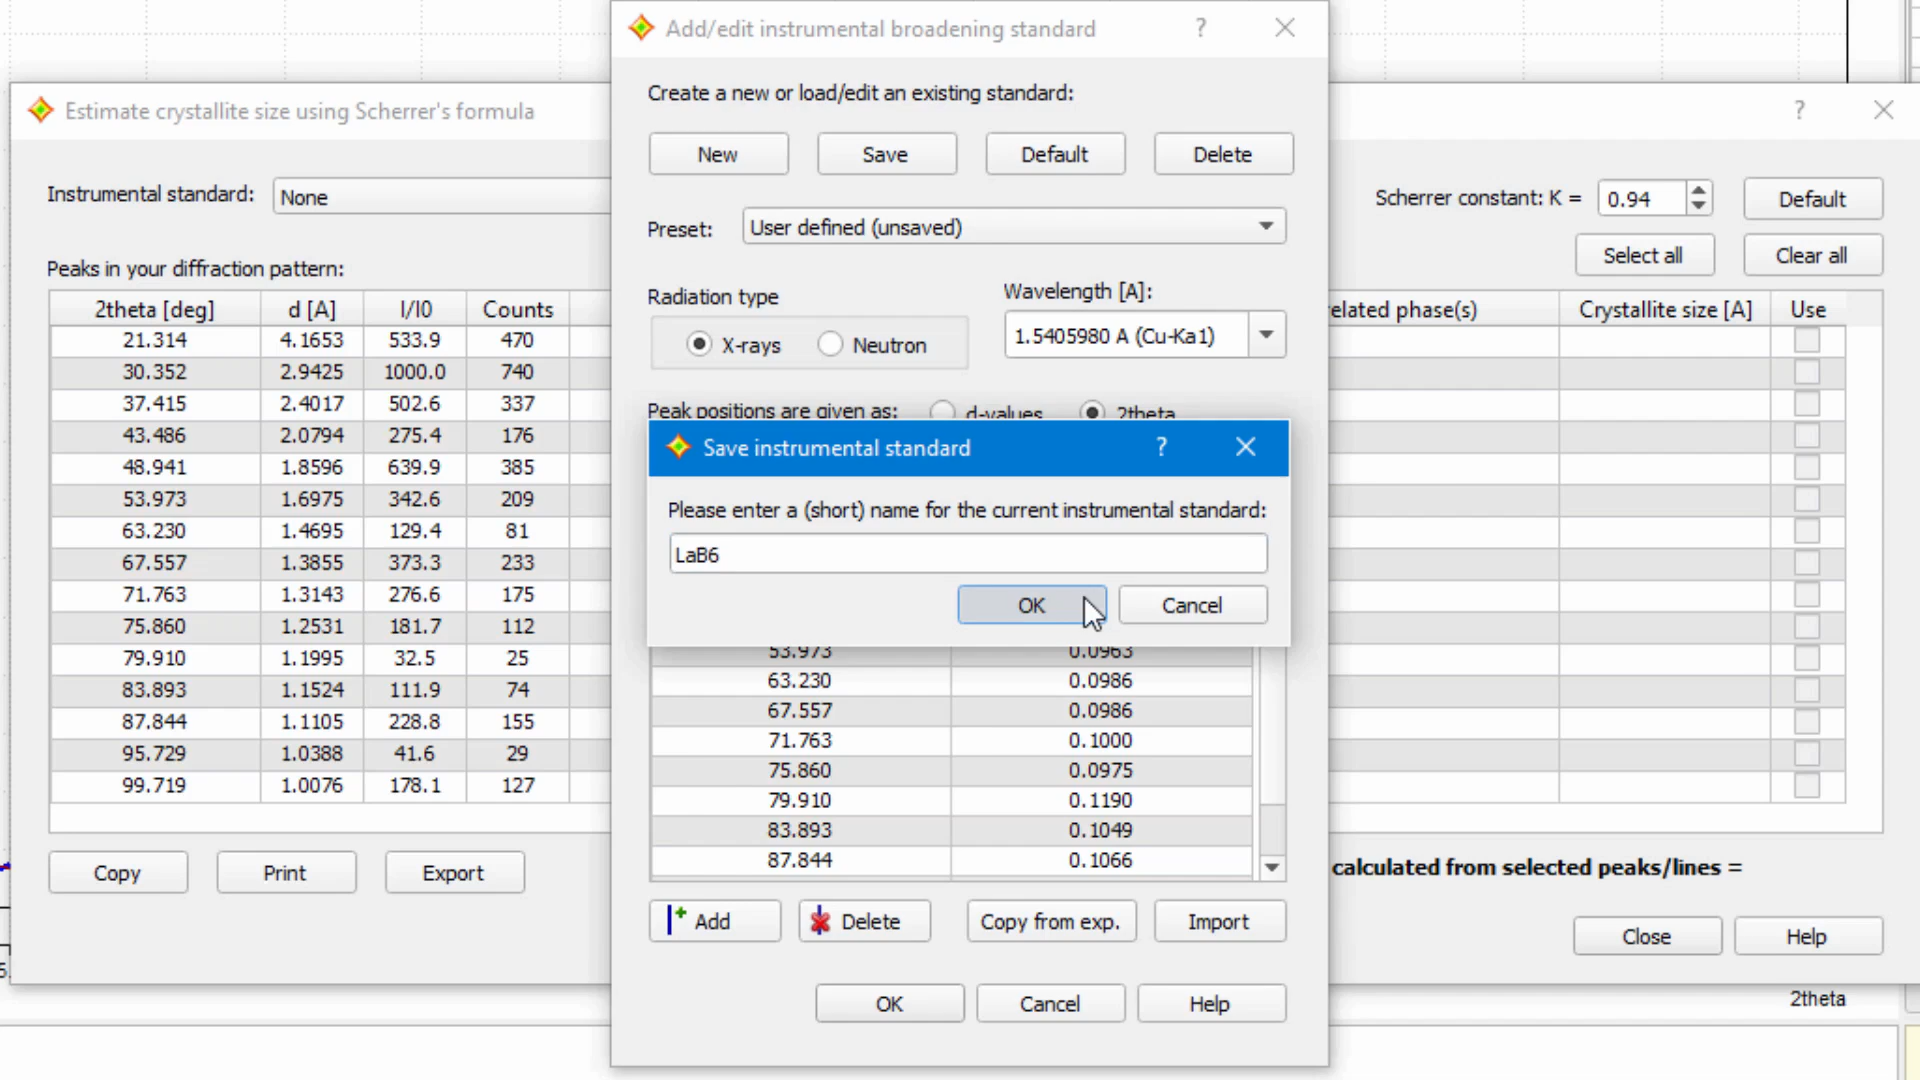 Add/edit instrumental broadening standard ?
Create a new or load/edit an existing standard:
New Save Default Delete
Preset: User defined (unsaved)
Radiation type
X-rays Neutron
Wavelength [A]:
1.5405980 A (Cu-Ka1)
Peak positions are given as: d-values 2theta
Save instrumental standard ?
Please enter a (short) name for the current instrumental standard:
LaB6
OK Cancel
53.973 0.0963
63.230 0.0986
67.557 0.0986
71.763 0.1000
75.860 0.0975
79.910 0.1190
83.893 0.1049
87.844 0.1066
Add Delete Copy from exp. Import
OK Cancel Help
Estimate crystallite size using Scherrer's formula ?
Instrumental standard: None
Scherrer constant: K = 0.94 Default
Select all Clear all
Peaks in your diffraction pattern:
2theta [deg] d [A] I/I0 Counts elated phase(s) Crystallite size [A] Use
21.314 4.1653 533.9 470
30.352 2.9425 1000.0 740
37.415 2.4017 502.6 337
43.486 2.0794 275.4 176
48.941 1.8596 639.9 385
53.973 1.6975 342.6 209
63.230 1.4695 129.4 81
67.557 1.3855 373.3 233
71.763 1.3143 276.6 175
75.860 1.2531 181.7 112
79.910 1.1995 32.5 25
83.893 1.1524 111.9 74
87.844 1.1105 228.8 155
95.729 1.0388 41.6 29
99.719 1.0076 178.1 127
Copy Print Export
calculated from selected peaks/lines =
Close Help
2theta